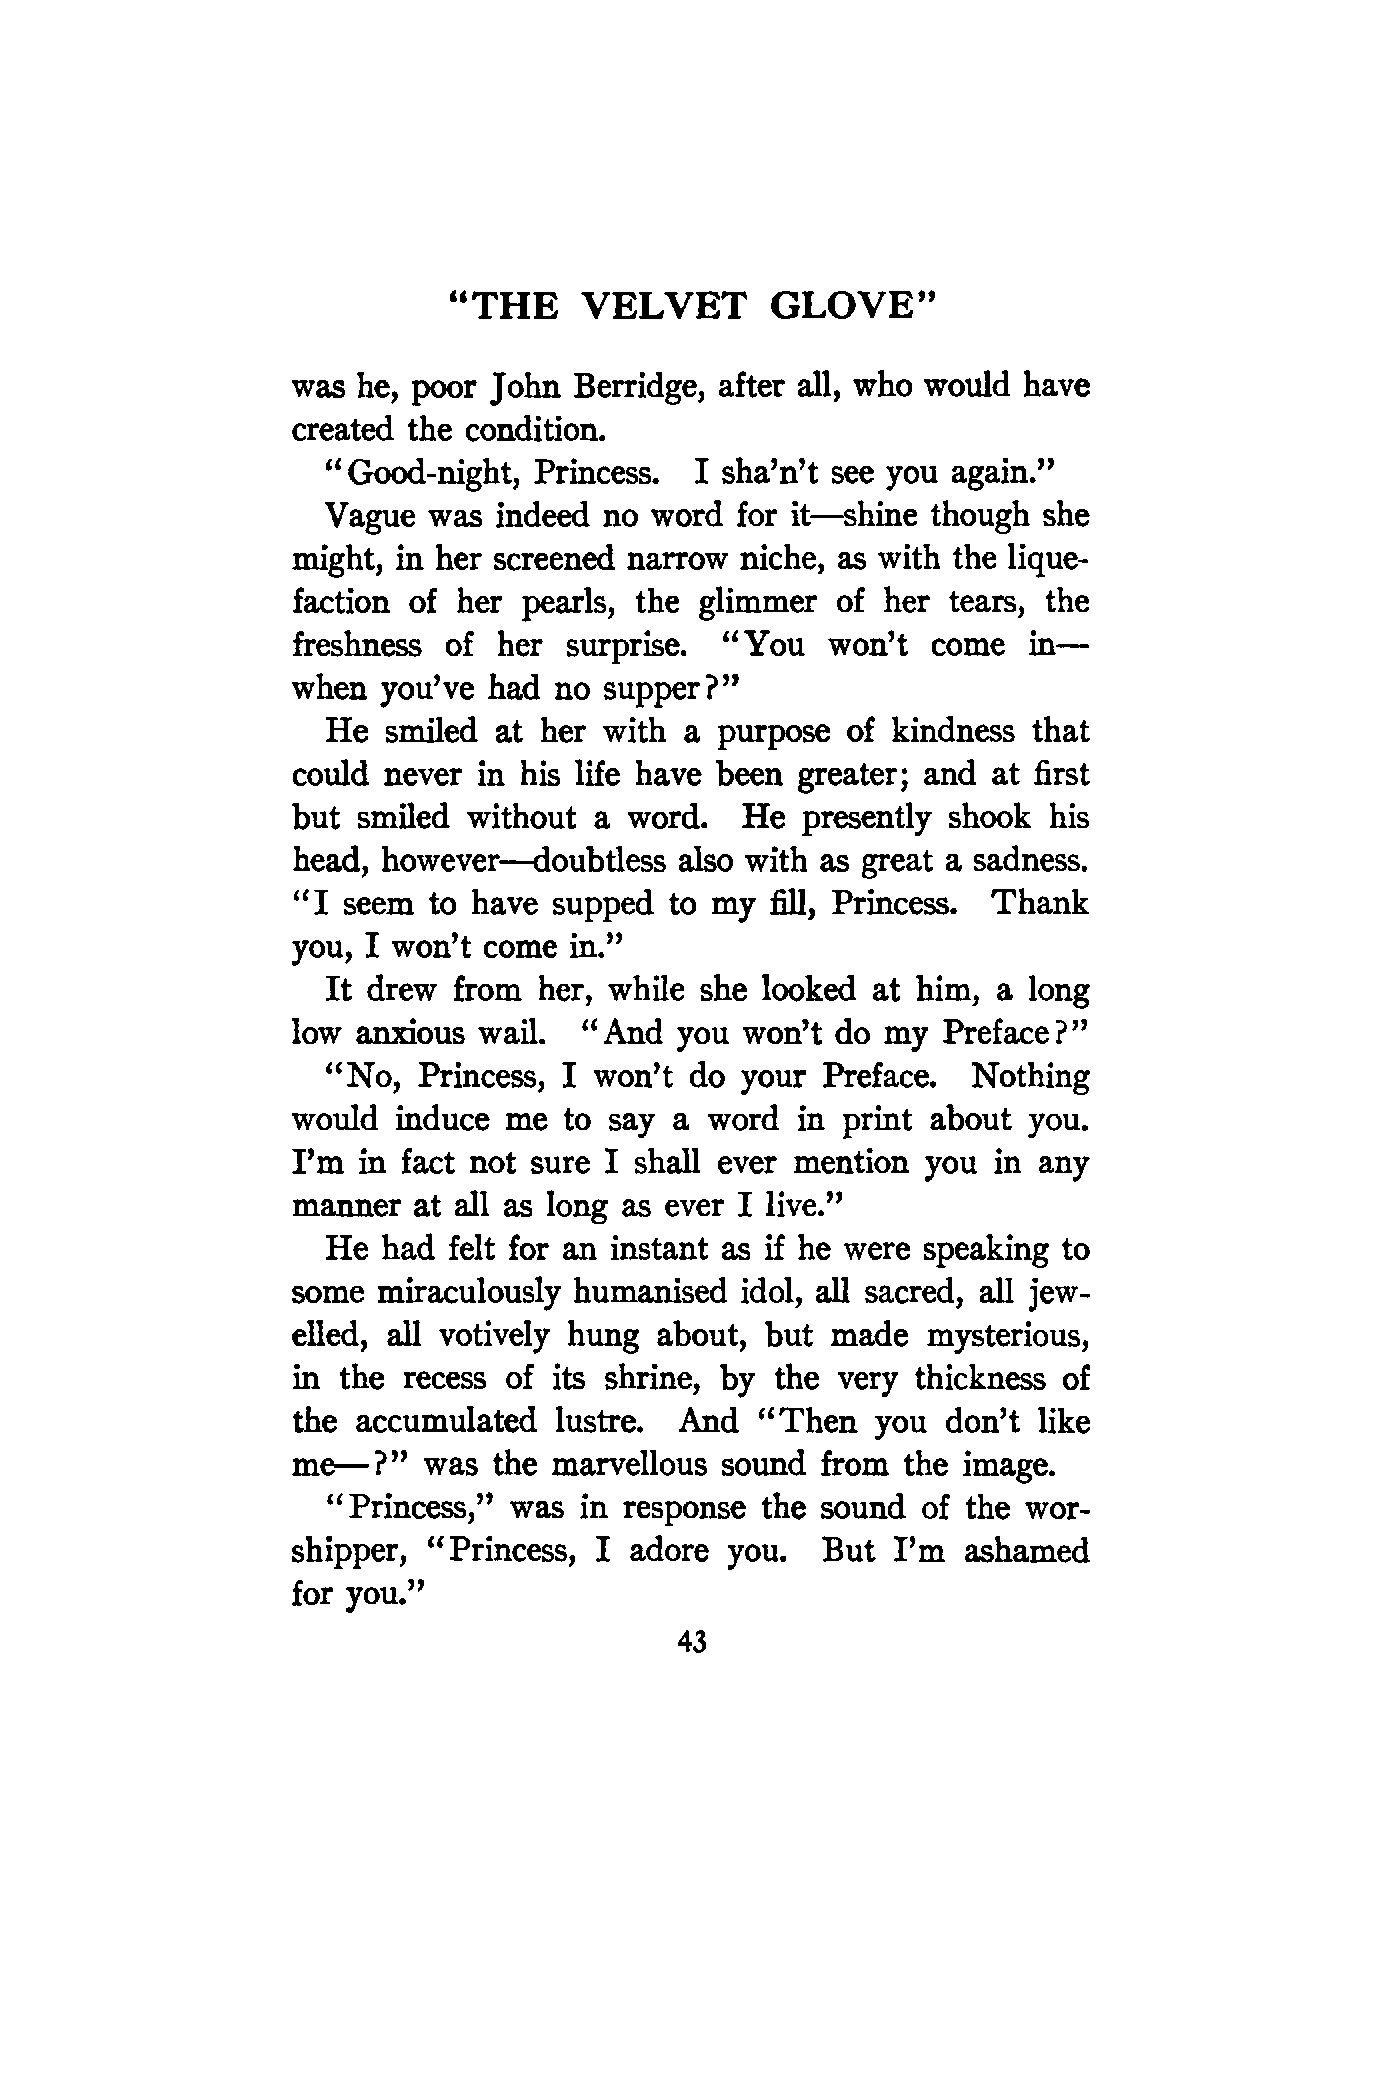 "THE VELVET GLOVE"
was he, poor John Berridge, after all, who would have
created the condition.
"Good-night, Princess. I sha'n't see you again."
Vague was indeed no word for it—shine though she
might, in her screened narrow niche, as with the lique-
faction of her pearls, the glimmer of her tears, the
freshness of her surprise. "You won't come in—
when you've had no supper?"
He smiled at her with a purpose of kindness that
could never in his life have been greater; and at first
but smiled without a word. He presently shook his
head, however—doubtless also with as great a sadness.
"I seem to have supped to my fill, Princess. Thank
you, I won't come in."
It drew from her, while she looked at him, a long
low anxious wail. "And you won't do my Preface?"
"No, Princess, I won't do your Preface. Nothing
would induce me to say a word in print about you.
I'm in fact not sure I shall ever mention you in any
manner at all as long as ever I live."
He had felt for an instant as if he were speaking to
some miraculously humanised idol, all sacred, all jew-
elled, all votively hung about, but made mysterious,
in the recess of its shrine, by the very thickness of
the accumulated lustre. And "Then you don't like
me—?" was the marvellous sound from the image.
"Princess," was in response the sound of the wor-
shipper, "Princess, I adore you. But I'm ashamed
for you."
43